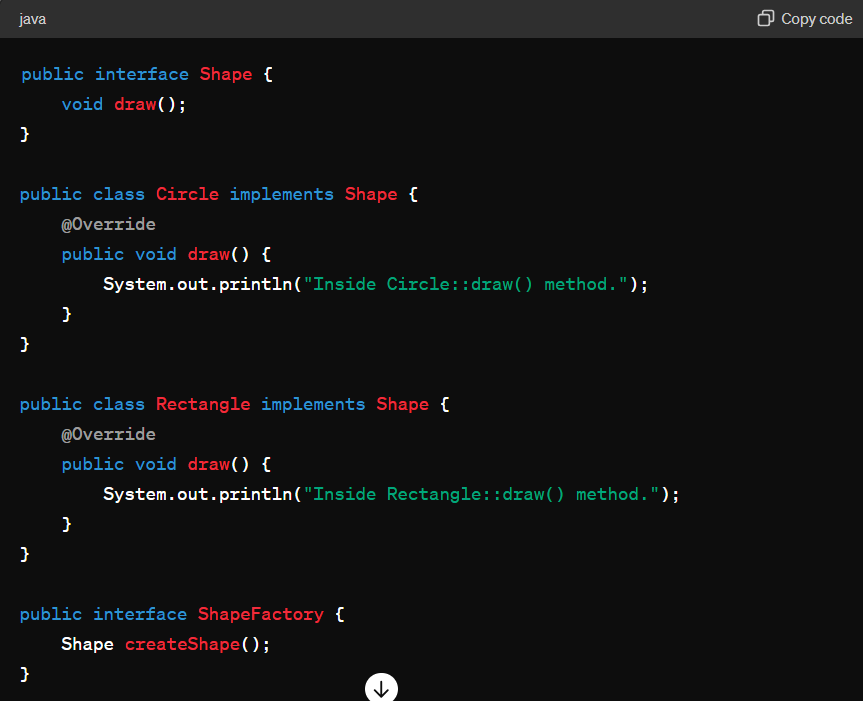 java
Copy code
public interface Shape {
    void draw();
}
public class Circle implements Shape {
    @Override
    public void draw() {
        System.out.println("Inside Circle::draw() method.");
    }
}
public class Rectangle implements Shape {
    @Override
    public void draw() {
        System.out.println("Inside Rectangle::draw() method.");
    }
}
public interface ShapeFactory {
    Shape createShape();
}